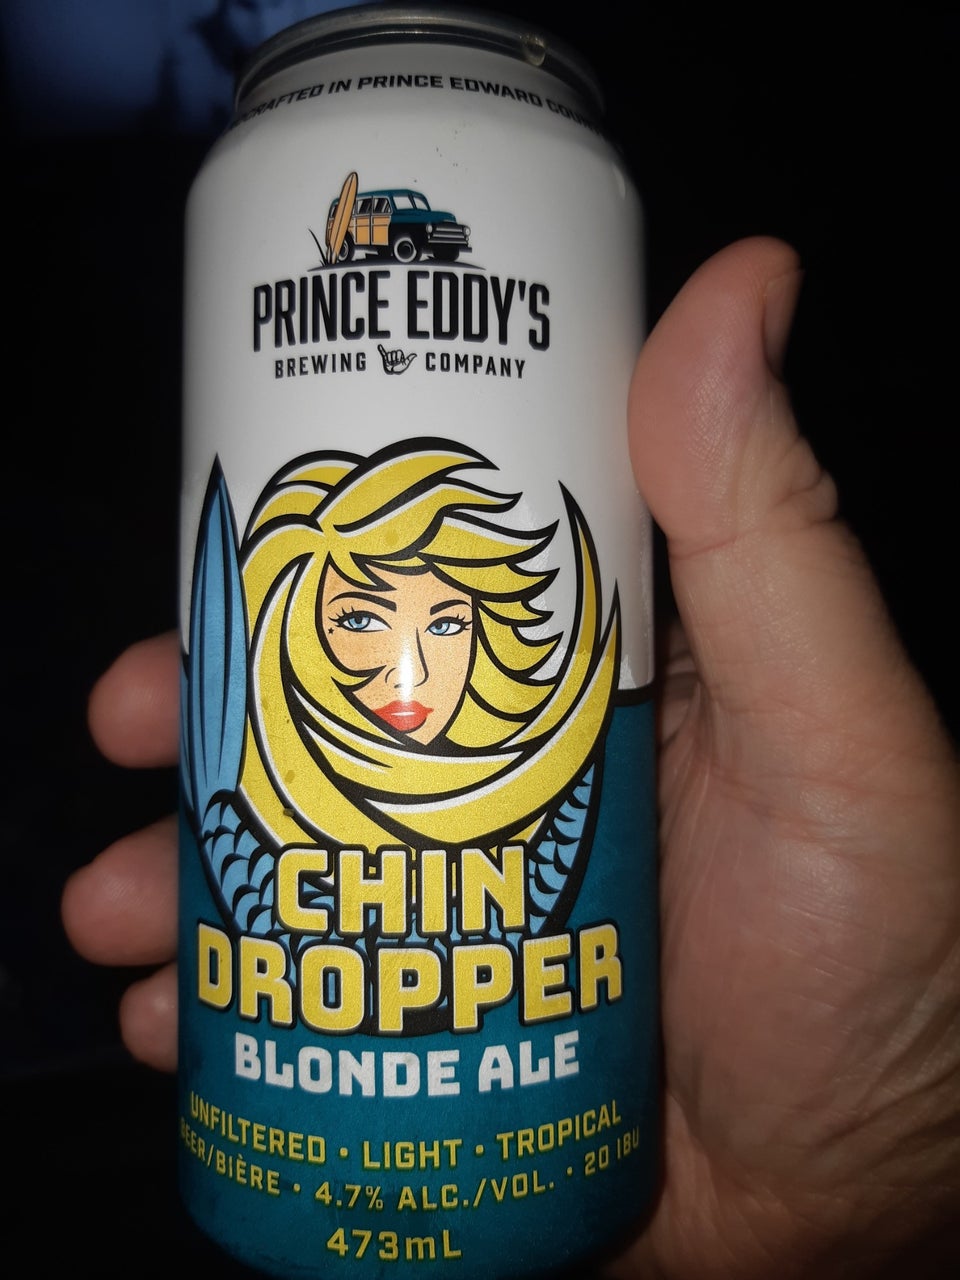 CRAFTED IN PRINCE EDWARD
PRINCE EDDY'S
BREWING COMPANY
CHIN
DROPPER
BLONDE ALE
UNFILTERED • LIGHT • TROPICAL
BEER/BIÈRE • 4.7% ALC./VOL. • 20 IBU
473mL